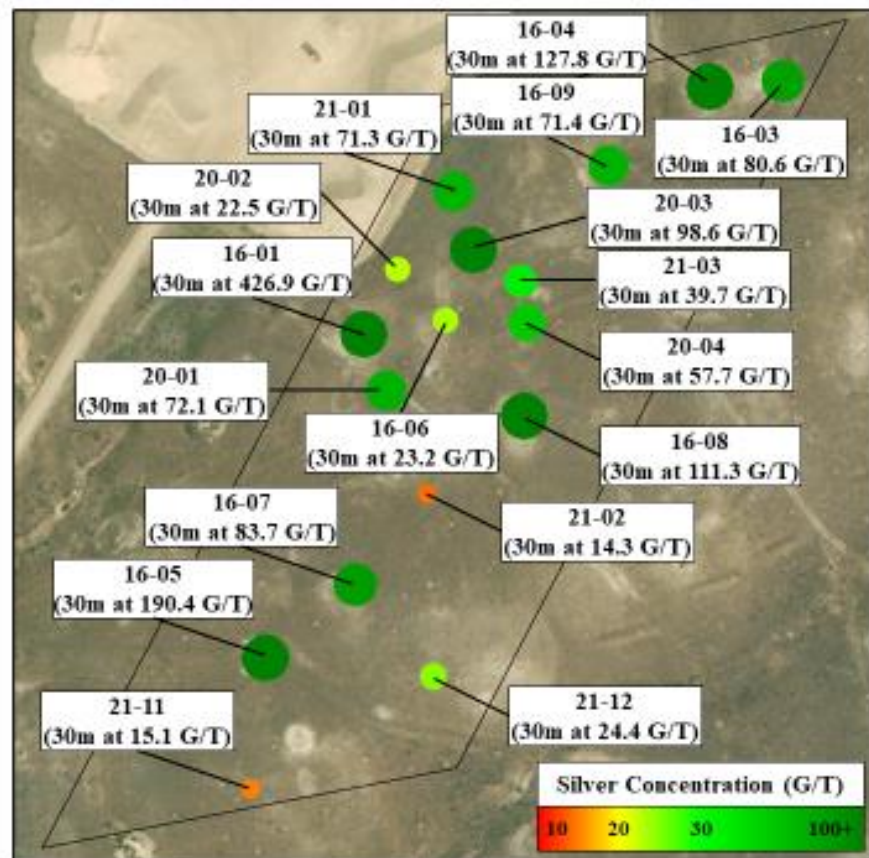 16-04
(30m at 127.8 G/T)
16-09
(30m at 71.4 G/T)
21-01
(30m at 71.3 G/T)
16-03
(30m at 80.6 G/T)
20-02
(30m at 22.5 G/T)
20-03
(30m at 98.6 G/T)
16-01
(30m at 426.9 G/T)
21-03
(30m at 39.7 G/T)
20-04
(30m at 57.7 G/T)
20-01
(30m at 72.1 G/T)
16-06
(30m at 23.2 G/T)
16-08
(30m at 111.3 G/T)
16-07
(30m at 83.7 G/T)
21-02
(30m at 14.3 G/T)
16-05
(30m at 190.4 G/T)
21-11
(30m at 15.1 G/T)
21-12
(30m at 24.4 G/T)
Silver Concentration (G/T)
10 20 30 100+